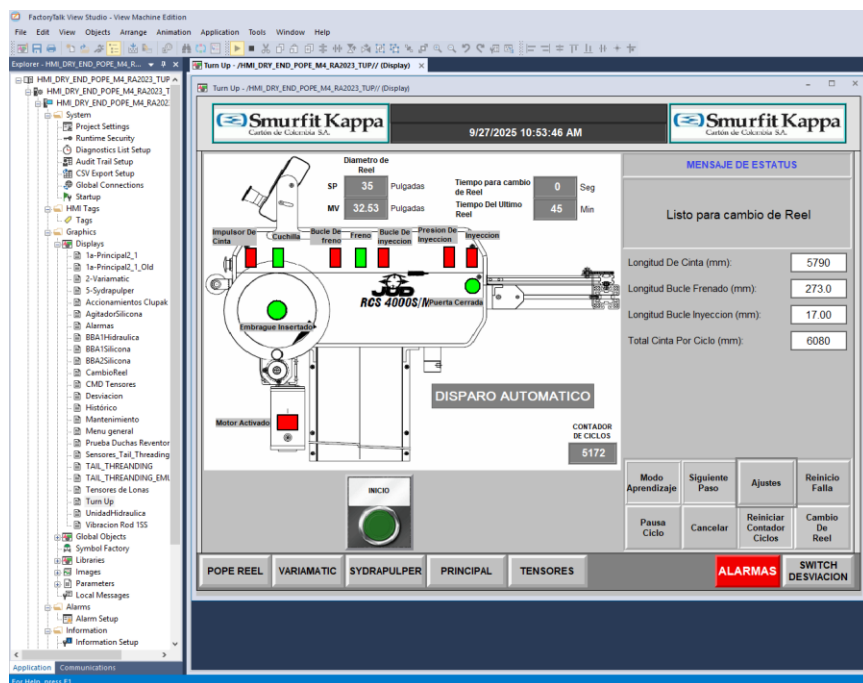 FactoryTalk View Studio - View Machine Edition
File Edit View Objects Arrange Animation Application Tools Window Help
Explorer - HMI_DRY_END_POPE_M4_R...
Turn Up - /HMI_DRY_END_POPE_M4_RA2023_TUP// (Display)
HMI_DRY_END_POPE_M4_RA2023_TUP
HMI_DRY_END_POPE_M4_RA2023_T
HMI_DRY_END_POPE_M4_RA202
System
Project Settings
Runtime Security
Diagnostics List Setup
Audit Trail Setup
CSV Export Setup
Global Connections
Startup
HMI Tags
Tags
Graphics
Displays
1a-Principal2_1
1a-Principal2_1_Old
2-Variamatic
5-Sydrapulper
Accionamientos Clupak
AgitadorSilicona
Alarmas
BBA1Hidraulica
BBA1Silicona
BBA2Silicona
CambioReel
CMD Tensores
Desviacion
Histórico
Mantenimiento
Menu general
Prueba Duchas Reventor
Sensores_Tail_Threading
TAIL_THREANDING
TAIL_THREANDING_EMU
Tensores de Lonas
Turn Up
UnidadHidraulica
Vibracion Rod 1SS
Global Objects
Symbol Factory
Libraries
Images
Parameters
Local Messages
Alarms
Alarm Setup
Information
Information Setup
Application Communications
For Help, press F1
Turn Up - /HMI_DRY_END_POPE_M4_RA2023_TUP// (Display)
Smurfit Kappa
Cartón de Colombia S.A.
9/27/2025 10:53:46 AM
Smurfit Kappa
Cartón de Colombia S.A.
Diametro de
Reel
SP 35 Pulgadas
MV 32.53 Pulgadas
Tiempo para cambio
de Reel
0 Seg
Tiempo Del Ultimo
Reel
45 Min
Impulsor De
Cinta
Cuchilla
Bucle De
freno
Freno
Bucle De
inyeccion
Presion De
Inyeccion
Inyeccion
JUD
RCS 4000S/M
Puerta Cerrada
Embrague Insertado
DISPARO AUTOMATICO
Motor Activado
CONTADOR
DE CICLOS
5172
INICIO
MENSAJE DE ESTATUS
Listo para cambio de Reel
Longitud De Cinta (mm): 5790
Longitud Bucle Frenado (mm): 273.0
Longitud Bucle Inyeccion (mm): 17.00
Total Cinta Por Ciclo (mm): 6080
Modo
Aprendizaje
Siguiente
Paso
Ajustes
Reinicio
Falla
Pausa
Ciclo
Cancelar
Reiniciar
Contador
Ciclos
Cambio
De
Reel
POPE REEL VARIAMATIC SYDRAPULPER PRINCIPAL TENSORES ALARMAS
SWITCH
DESVIACION